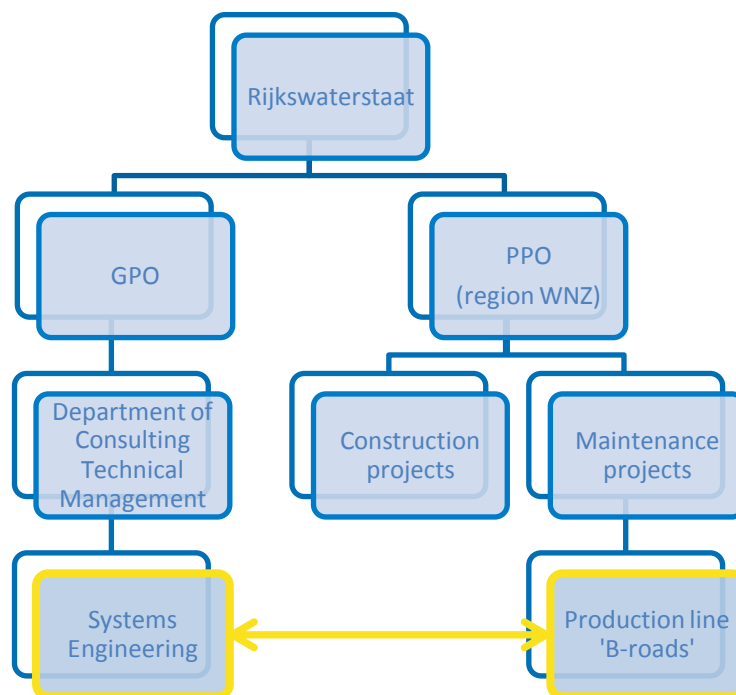 Rijkswaterstaat
GPO
PPO
(region WNZ)
Department of
Consulting
Technical
Management
Construction
projects
Maintenance
projects
Systems
Engineering
Production line
'B-roads'